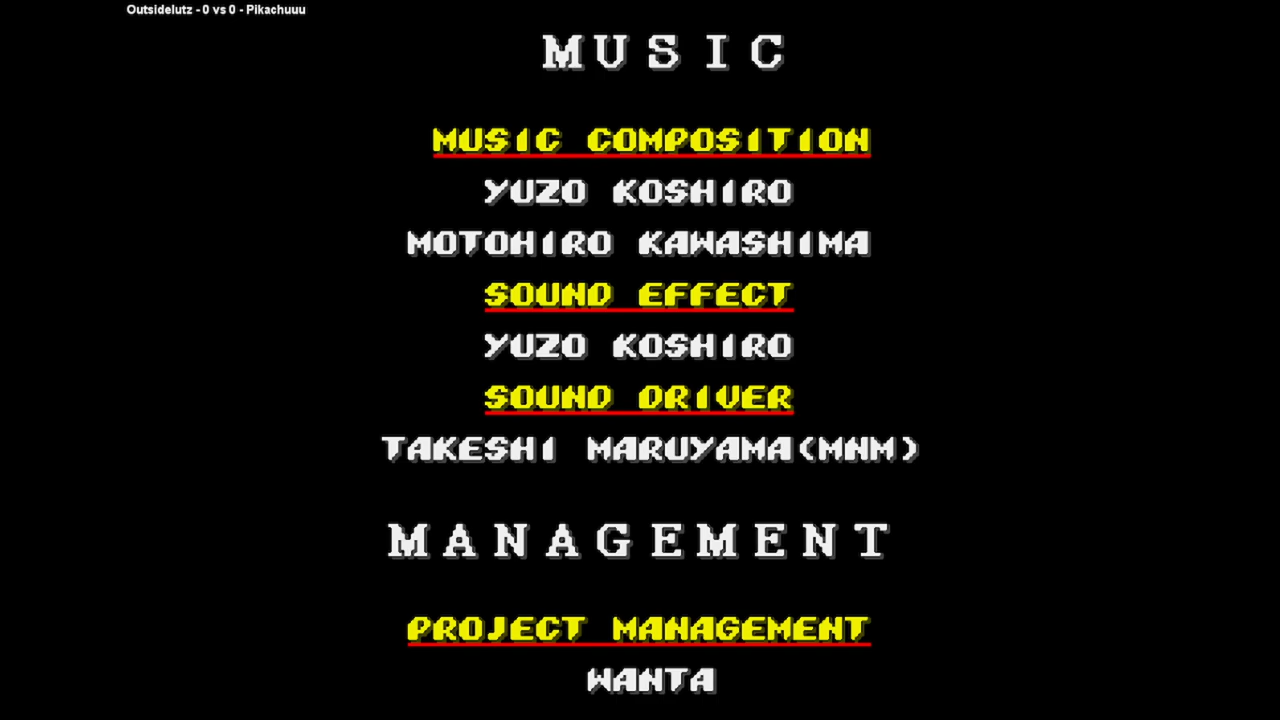 Outsidelutz - 0 vs 0 - Pikachuuu
MUSIC
MUSIC COMPOSITION
YUZO KOSHIRO
MOTOHIRO KAWASHIMA
SOUND EFFECT
YUZO KOSHIRO
SOUND DRIVER
TAKESHI MARUYAMA(MNM)
MANAGEMENT
PROJECT MANAGEMENT
WANTA